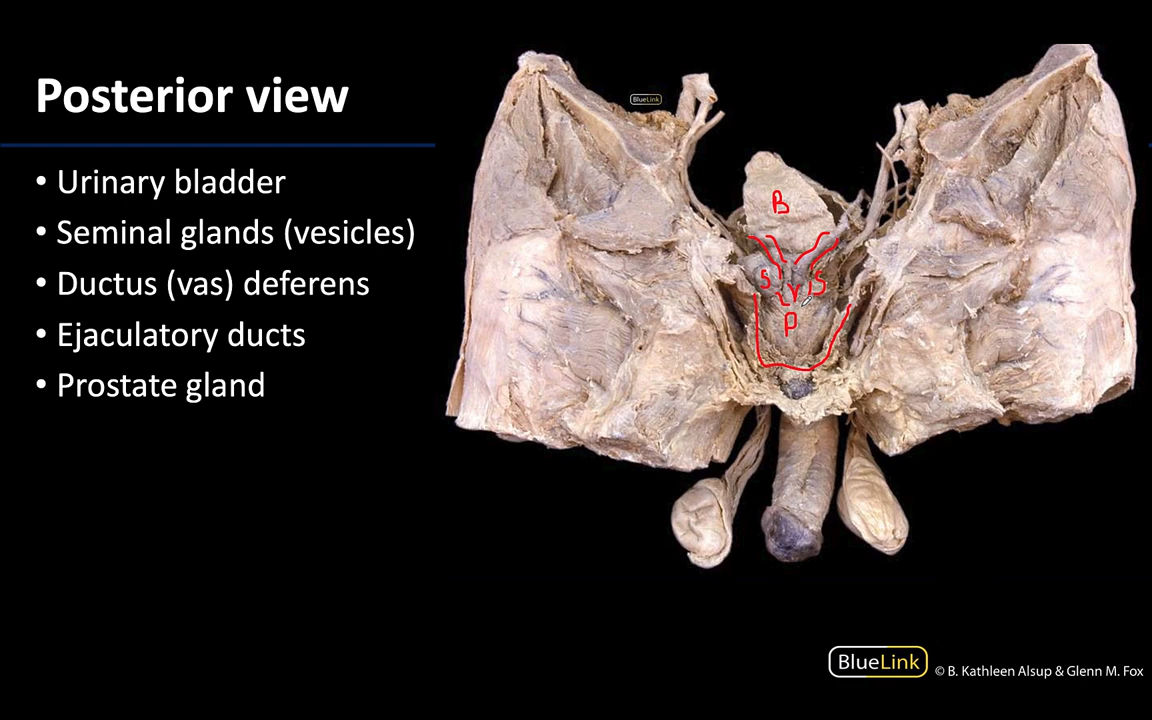 Posterior view
BlueLink
• Urinary bladder
• Seminal glands (vesicles)
• Ductus (vas) deferens
• Ejaculatory ducts
• Prostate gland
B
S V S
P
BlueLink © B. Kathleen Alsup & Glenn M. Fox